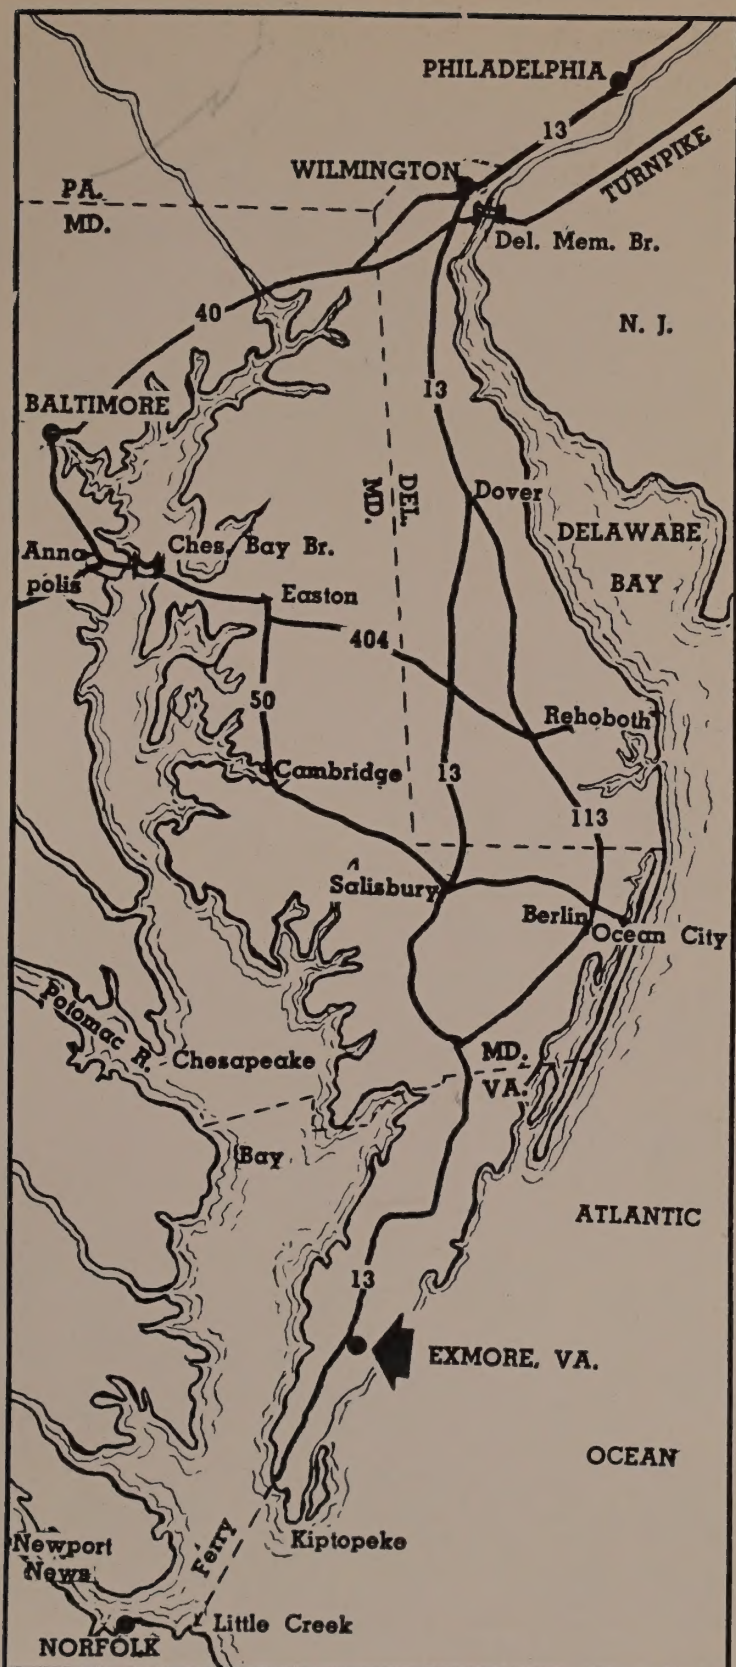 PHILADELPHIA
13
WILMINGTON
TURNPIKE
PA.
MD.
Del. Mem. Br.
N. J.
40
13
BALTIMORE
DEL.
MD.
Dover
DELAWARE
BAY
Anna
polis
Ches. Bay Br.
Easton
404
50
Rehoboth
Cambridge
13
113
Salisbury
Berlin
Ocean City
Potomac R.
Chesapeake
MD.
VA.
Bay
ATLANTIC
13
EXMORE, VA.
OCEAN
Ferry
Kiptopeke
Newport
News
Little Creek
NORFOLK